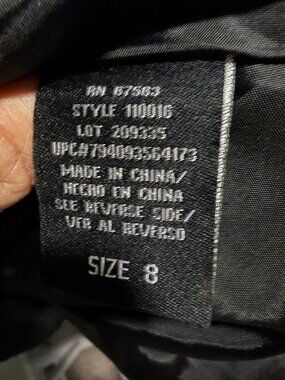 RN 67583
STYLE 110016
LOT 209335
UPC#794093564173
MADE IN CHINA/
HECHO EN CHINA
SEE REVERSE SIDE/
VER AL REVERSO
SIZE 8